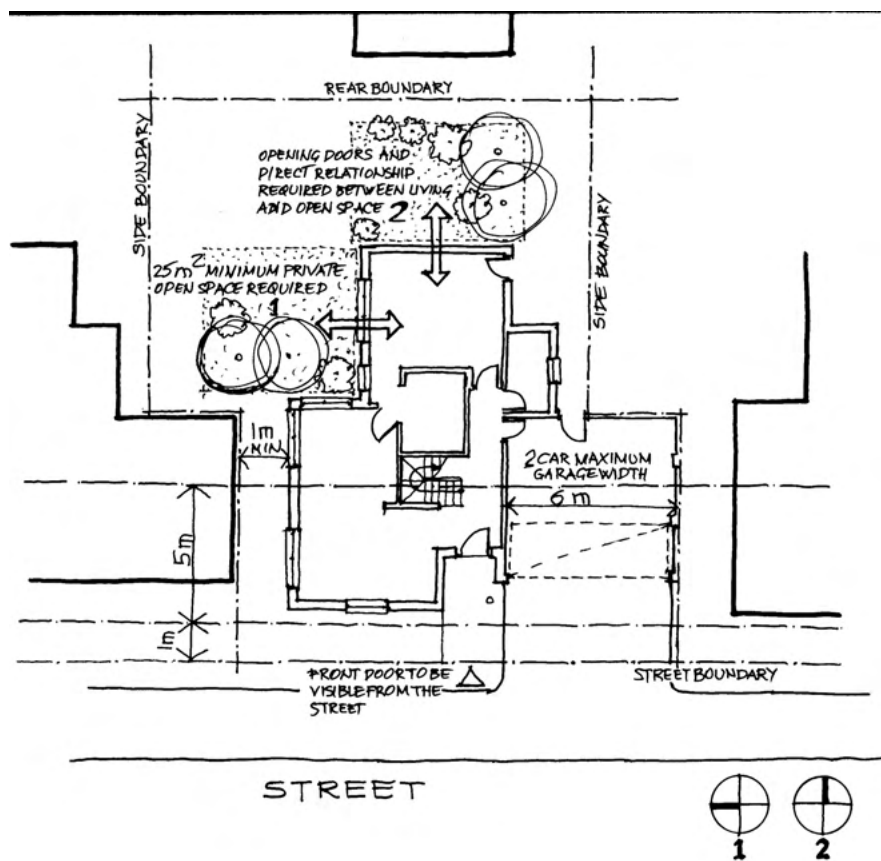 REAR BOUNDARY
SIDE BOUNDARY
OPENING DOORS AND
DIRECT RELATIONSHIP
REQUIRED BETWEEN LIVING
AND OPEN SPACE 2
SIDE BOUNDARY
25m² MINIMUM PRIVATE
OPEN SPACE REQUIRED
1
1m
MIN
2 CAR MAXIMUM
GARAGE WIDTH
6 m
5m
1m
FRONT DOOR TO BE
VISIBLE FROM THE
STREET
STREET BOUNDARY
STREET
1
2